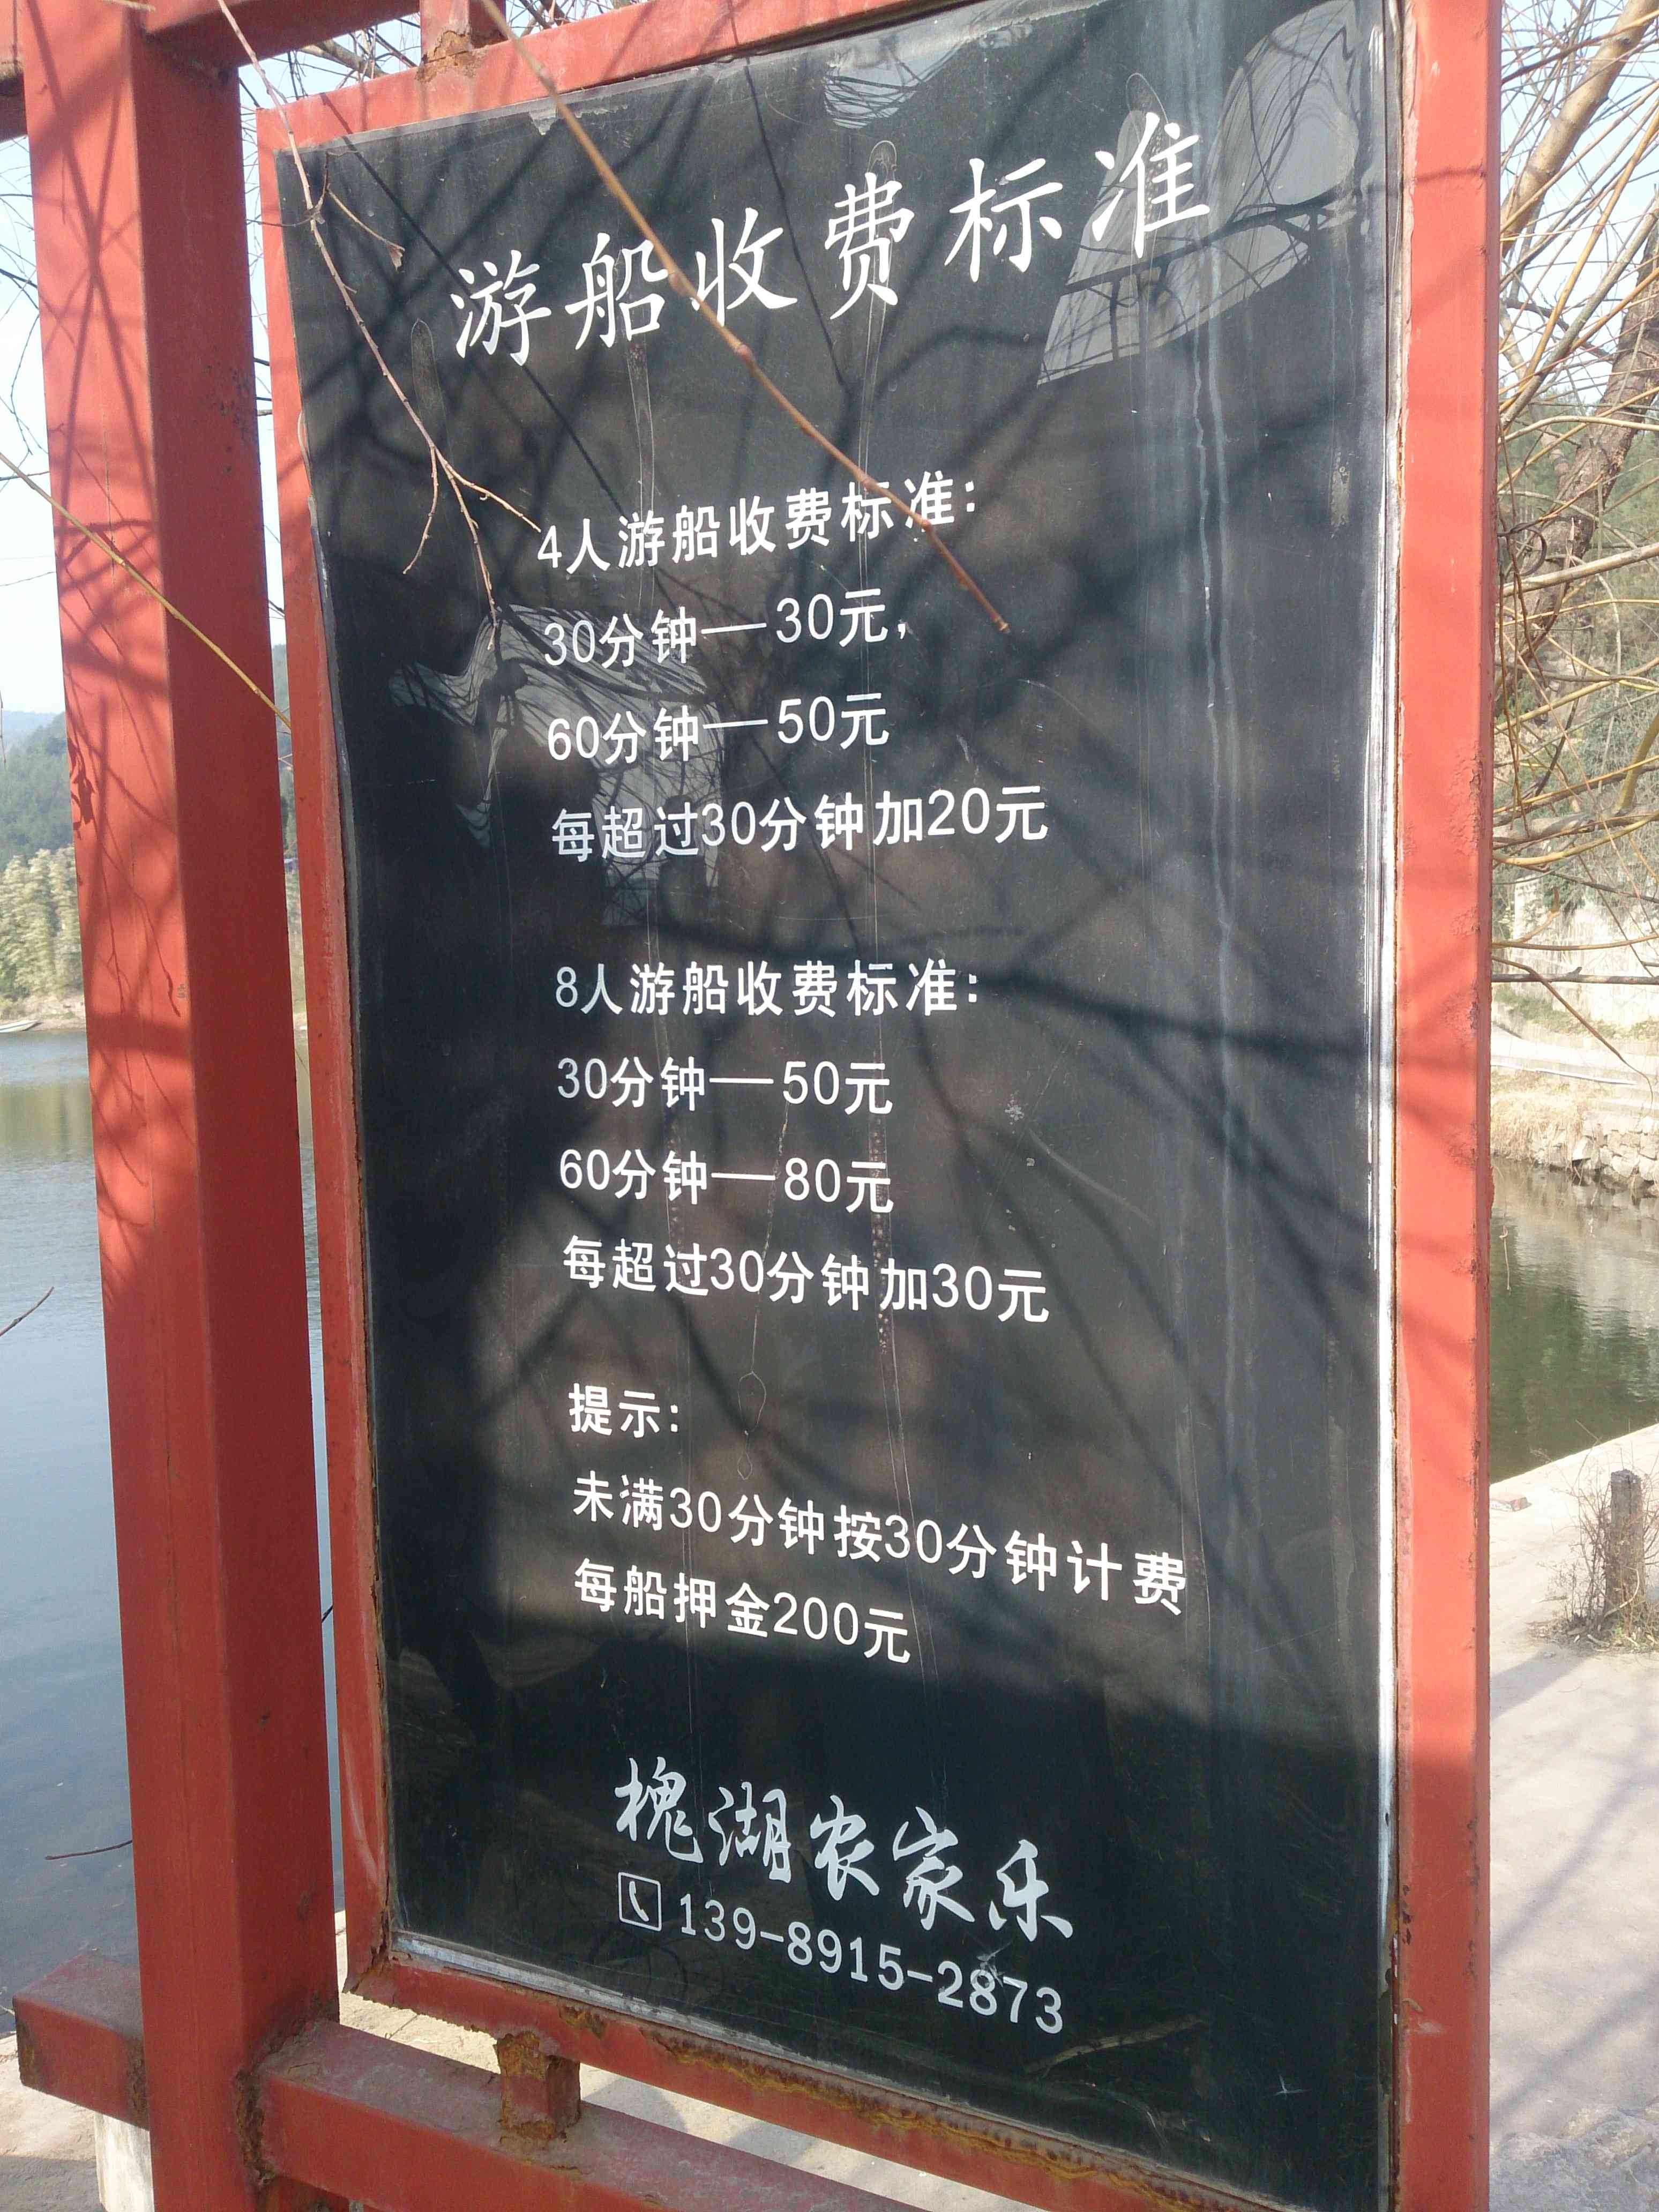 游船收费标准
4人游船收费标准:
30分钟—30元,
60分钟—50元
每超过30分钟加20元
8人游船收费标准:
30分钟—50元
60分钟—80元
每超过30分钟加30元
提示:
未满30分钟按30分钟计费
每船押金200元
槐湖农家乐
139-8915-2873